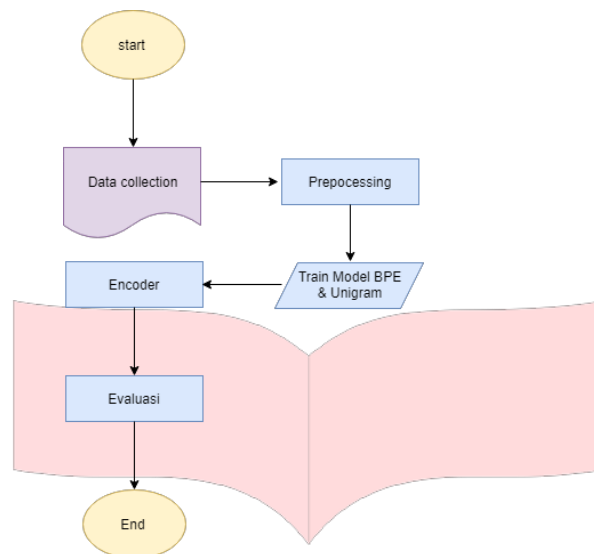 start
Data collection
Prepocessing
Train Model BPE
& Unigram
Encoder
Evaluasi
End